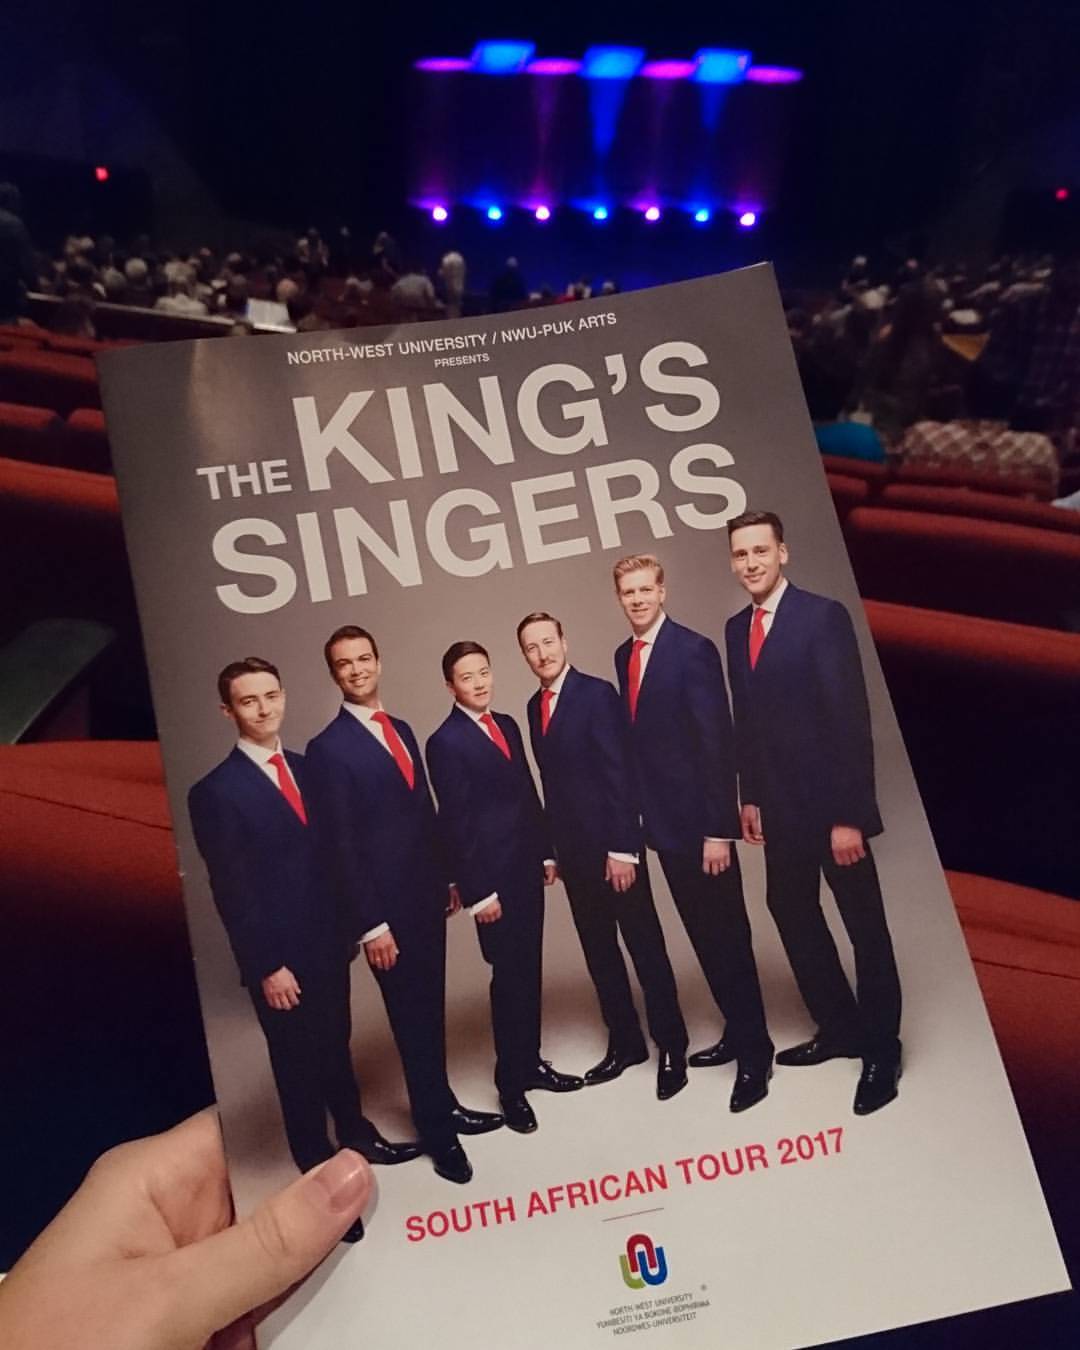 NORTH-WEST UNIVERSITY / NWU-PUK ARTS
PRESENTS
THE KING'S
SINGERS
SOUTH AFRICAN TOUR 2017
NORTH-WEST UNIVERSITY
YUNIBESITI YA BOKONE-BOPHIRIMA
NOORDWES-UNIVERSITEIT